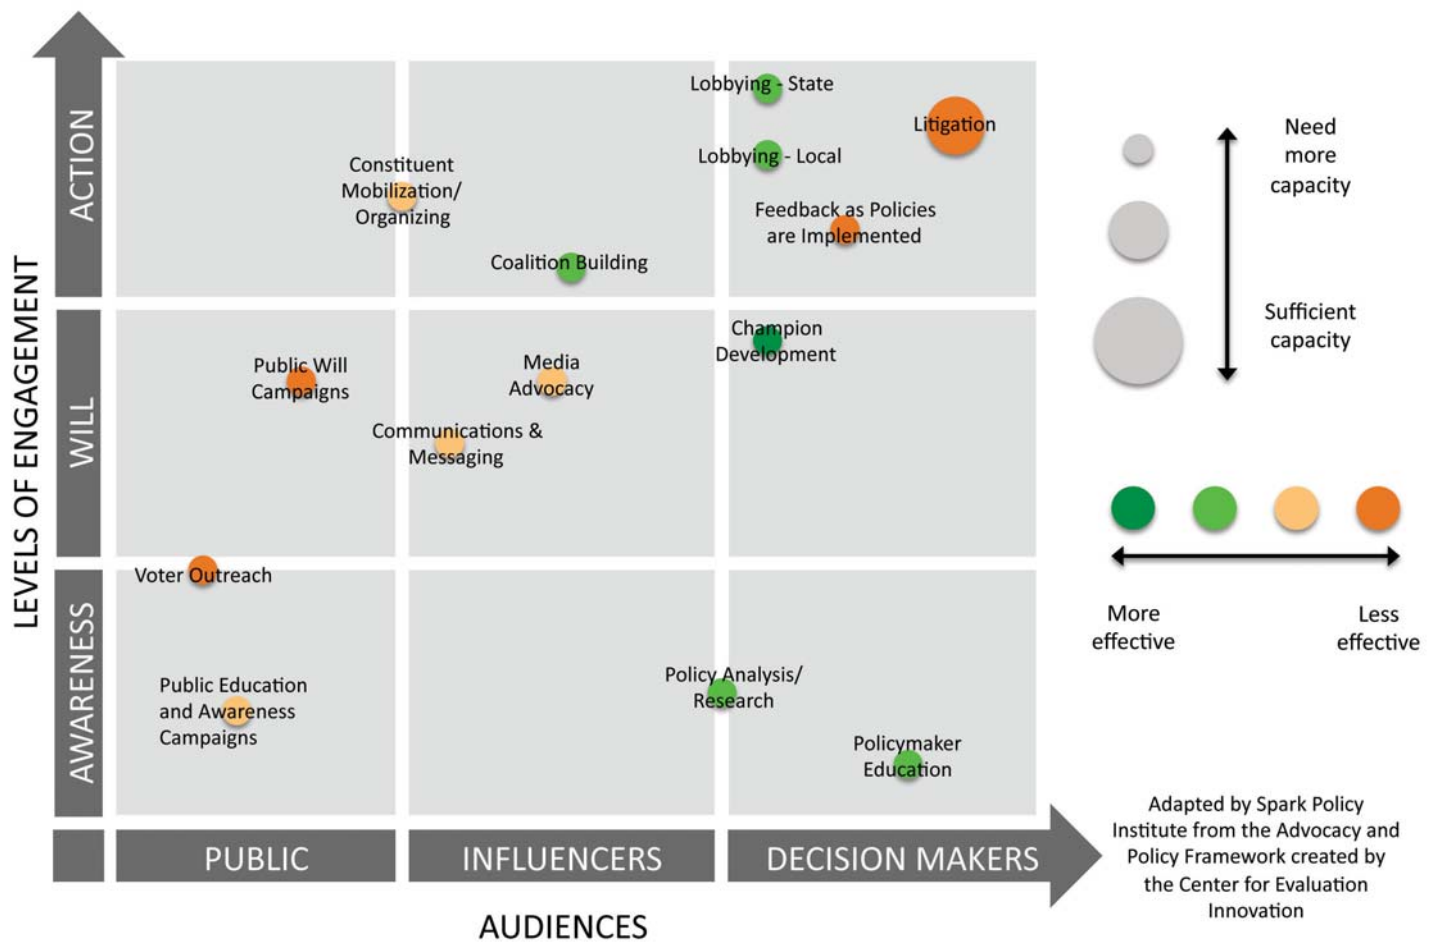 LEVELS OF ENGAGEMENT
ACTION
WILL
AWARENESS
Lobbying - State
Litigation
Lobbying - Local
Constituent
Mobilization/
Organizing
Feedback as Policies
are Implemented
Coalition Building
Champion
Development
Public Will
Campaigns
Media
Advocacy
Communications &
Messaging
Voter Outreach
Policy Analysis/
Research
Public Education
and Awareness
Campaigns
Policymaker
Education
PUBLIC
INFLUENCERS
DECISION MAKERS
AUDIENCES
Need
more
capacity
Sufficient
capacity
More
effective
Less
effective
Adapted by Spark Policy
Institute from the Advocacy and
Policy Framework created by
the Center for Evaluation
Innovation